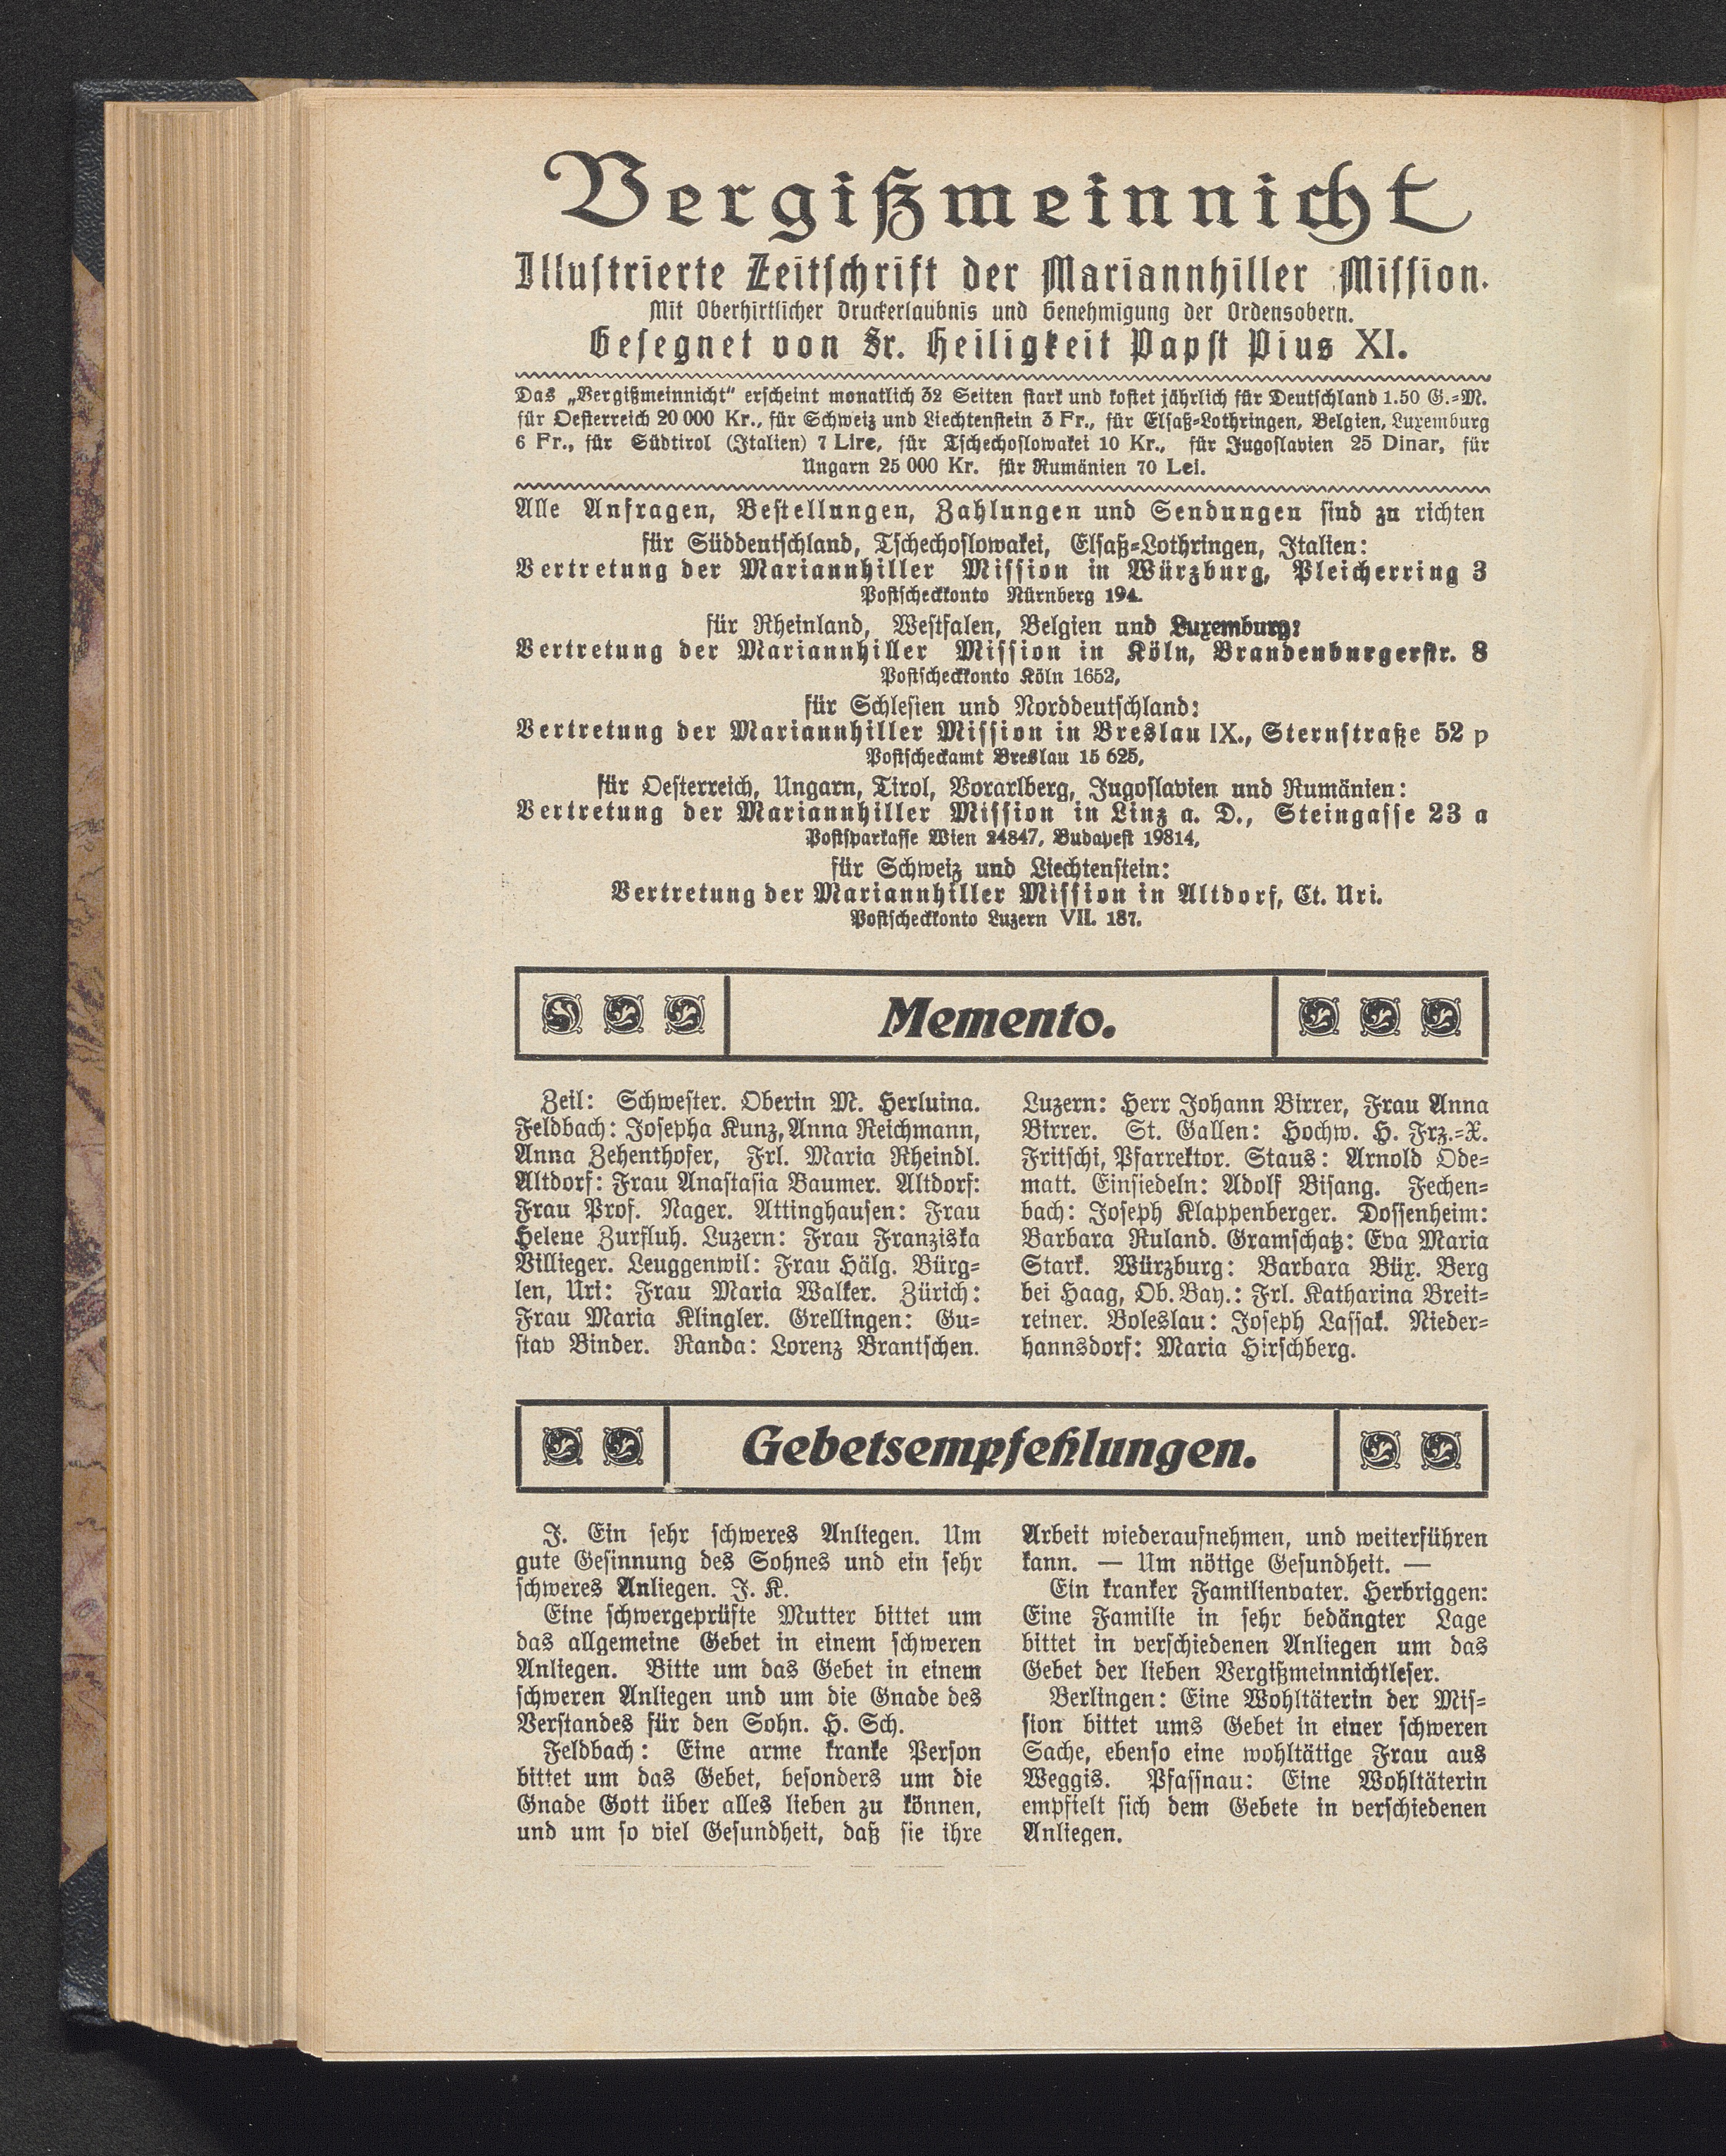 Vergißmeinnicht
Illustrierte Zeitschrift der Mariannhiller Mission.
Mit Oberhirtlicher Druckerlaubnis und Genehmigung der Ordensobern.
Gesegnet von Sr. Heiligkeit Papst Pius XI.
Das „Vergißmeinnicht“ erscheint monatlich 32 Seiten stark und kostet jährlich für Deutschland 1.50 G.=M.
für Oesterreich 20 000 Kr., für Schweiz und Liechtenstein 3 Fr., für Elsaß=Lothringen, Belgien, Luxemburg
6 Fr., für Südtirol (Italien) 7 Lire, für Tschechoslowakei 10 Kr., für Jugoslavien 25 Dinar, für
Ungarn 25 000 Kr. für Rumänien 70 Lei.
Alle Anfragen, Bestellungen, Zahlungen und Sendungen sind zu richten
für Süddeutschland, Tschechoslowakei, Elsaß=Lothringen, Italien:
Vertretung der Mariannhiller Mission in Würzburg, Pleicherring 3
Postscheckkonto Nürnberg 194.
für Rheinland, Westfalen, Belgien und Luxemburg:
Vertretung der Mariannhiller Mission in Köln, Brandenburgerstr. 8
Postscheckkonto Köln 1652,
für Schlesien und Norddeutschland:
Vertretung der Mariannhiller Mission in Breslau IX., Sternstraße 52 p
Postscheckamt Breslau 15 625,
für Oesterreich, Ungarn, Tirol, Vorarlberg, Jugoslavien und Rumänien:
Vertretung der Mariannhiller Mission in Linz a. D., Steingasse 23 a
Postsparkasse Wien 24847, Budapest 19814,
für Schweiz und Liechtenstein:
Vertretung der Mariannhiller Mission in Altdorf, Ct. Uri.
Postscheckkonto Luzern VII. 187.
Memento.
Zeil: Schwester. Oberin M. Herluina.
Feldbach: Josepha Kunz, Anna Reichmann,
Anna Zehenthofer, Frl. Maria Rheindl.
Altdorf: Frau Anastasia Baumer. Altdorf:
Frau Prof. Nager. Attinghausen: Frau
Helene Zurfluh. Luzern: Frau Franziska
Villieger. Leuggenwil: Frau Hälg. Bürg=
len, Uri: Frau Maria Walker. Zürich:
Frau Maria Klingler. Grellingen: Gu=
stav Binder. Randa: Lorenz Brantschen.
Luzern: Herr Johann Birrer, Frau Anna
Birrer. St. Gallen: Hochw. H. Frz.=X.
Fritschi, Pfarrektor. Staus: Arnold Ode=
matt. Einsiedeln: Adolf Bisang. Fechen=
bach: Joseph Klappenberger. Dossenheim:
Barbara Ruland. Gramschatz: Eva Maria
Stark. Würzburg: Barbara Büx. Berg
bei Haag, Ob. Bay.: Frl. Katharina Breit=
reiner. Boleslau: Joseph Lassak. Nieder=
hannsdorf: Maria Hirschberg.
Gebetsempfehlungen.
J. Ein sehr schweres Anliegen. Um
gute Gesinnung des Sohnes und ein sehr
schweres Anliegen. J. K.
Eine schwergeprüfte Mutter bittet um
das allgemeine Gebet in einem schweren
Anliegen. Bitte um das Gebet in einem
schweren Anliegen und um die Gnade des
Verstandes für den Sohn. H. Sch.
Feldbach: Eine arme kranke Person
bittet um das Gebet, besonders um die
Gnade Gott über alles lieben zu können,
und um so viel Gesundheit, daß sie ihre
Arbeit wiederaufnehmen, und weiterführen
kann. — Um nötige Gesundheit. —
Ein kranker Familienvater. Herbriggen:
Eine Familie in sehr bedängter Lage
bittet in verschiedenen Anliegen um das
Gebet der lieben Vergißmeinnichtleser.
Berlingen: Eine Wohltäterin der Mis=
sion bittet ums Gebet in einer schweren
Sache, ebenso eine wohltätige Frau aus
Weggis. Pfassnau: Eine Wohltäterin
empfielt sich dem Gebete in verschiedenen
Anliegen.